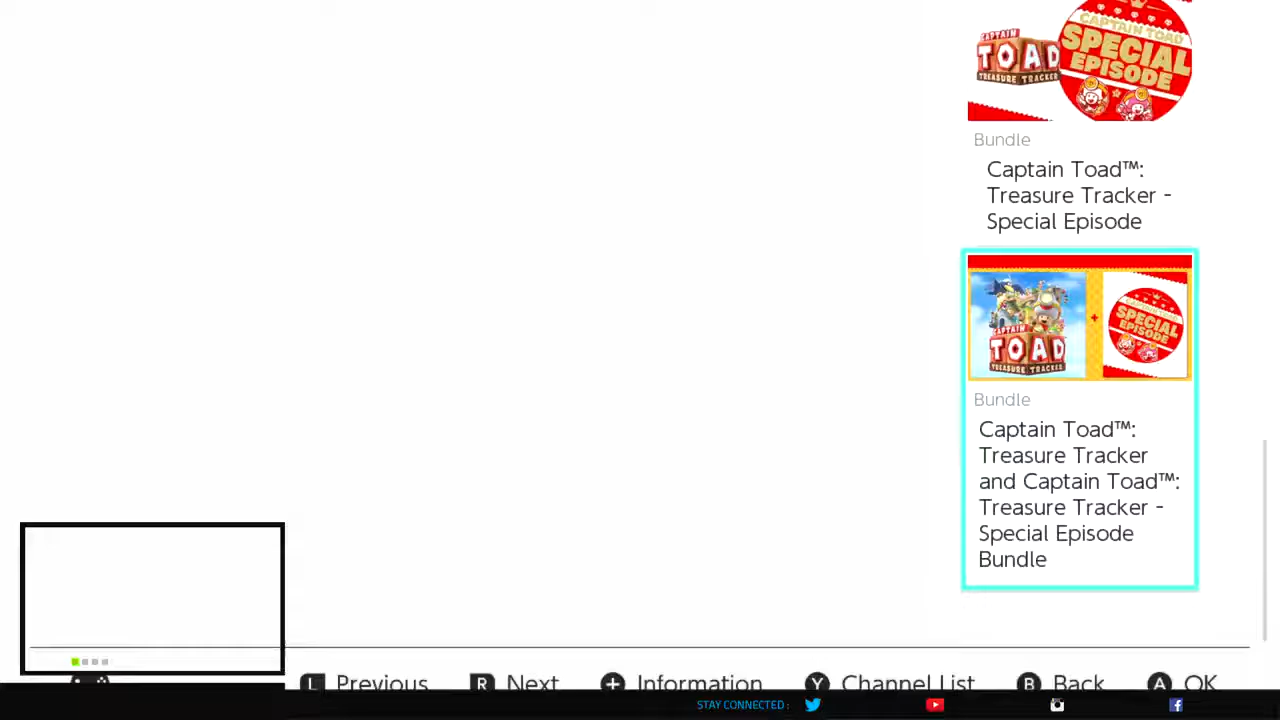 CAPTAIN
TOAD
TREASURE TRACKER
CAPTAIN TOAD
SPECIAL
EPISODE
Bundle
Captain Toad™:
Treasure Tracker -
Special Episode
CAPTAIN
TOAD
TREASURE TRACKER
+
CAPTAIN TOAD
SPECIAL
EPISODE
Bundle
Captain Toad™:
Treasure Tracker
and Captain Toad™:
Treasure Tracker -
Special Episode
Bundle
L Previous R Next + Information Y Channel List B Back A OK
STAY CONNECTED :